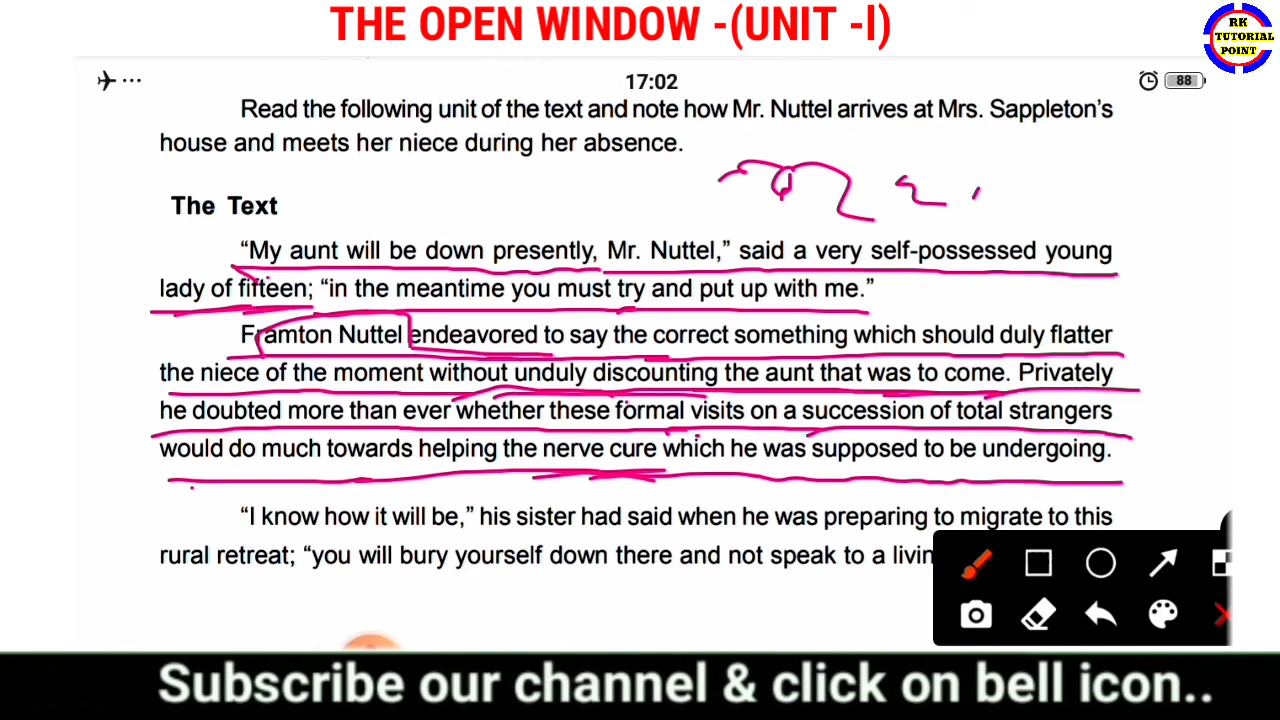 THE OPEN WINDOW -(UNIT -I)
RK
TUTORIAL
POINT
17:02
88
Read the following unit of the text and note how Mr. Nuttel arrives at Mrs. Sappleton's
house and meets her niece during her absence.
The Text
“My aunt will be down presently, Mr. Nuttel,” said a very self-possessed young
lady of fifteen; “in the meantime you must try and put up with me.”
Framton Nuttel endeavored to say the correct something which should duly flatter
the niece of the moment without unduly discounting the aunt that was to come. Privately
he doubted more than ever whether these formal visits on a succession of total strangers
would do much towards helping the nerve cure which he was supposed to be undergoing.
“I know how it will be,” his sister had said when he was preparing to migrate to this
rural retreat; “you will bury yourself down there and not speak to a
Subscribe our channel & click on bell icon..